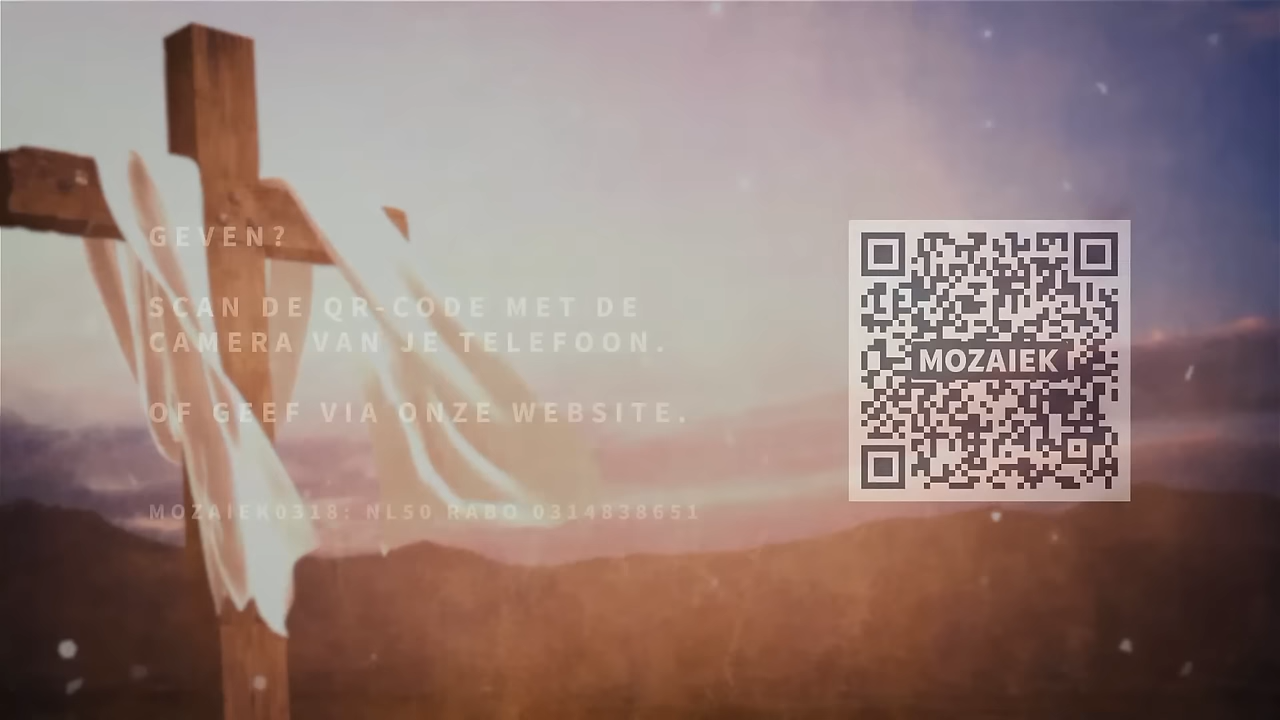 GEVEN?
SCAN DE QR-CODE MET DE
CAMERA VAN JE TELEFOON.
OF GEEF VIA ONZE WEBSITE.
MOZAIEK0318: NL50 RABO 0314838651
MOZAIEK